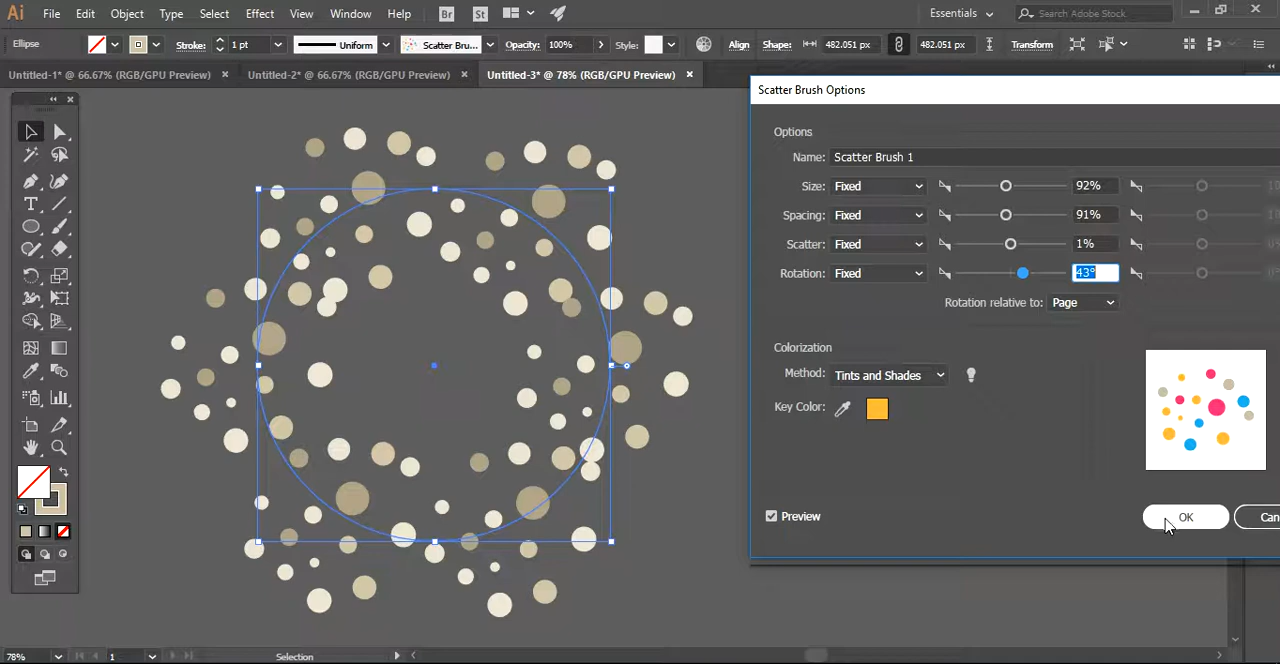 Ai File Edit Object Type Select Effect View Window Help Br St Essentials Search Adobe Stock
Ellipse Stroke: 1 pt Uniform Scatter Bru... Opacity: 100% Style: Align Shape: 482.051 px 482.051 px Transform
Untitled-1* @ 66.67% (RGB/GPU Preview) × Untitled-2* @ 66.67% (RGB/GPU Preview) × Untitled-3* @ 78% (RGB/GPU Preview) ×
Scatter Brush Options
Options
Name: Scatter Brush 1
Size: Fixed 92%
Spacing: Fixed 91%
Scatter: Fixed 1%
Rotation: Fixed 43°
Rotation relative to: Page
Colorization
Method: Tints and Shades
Key Color:
Preview OK
78% 1 Selection